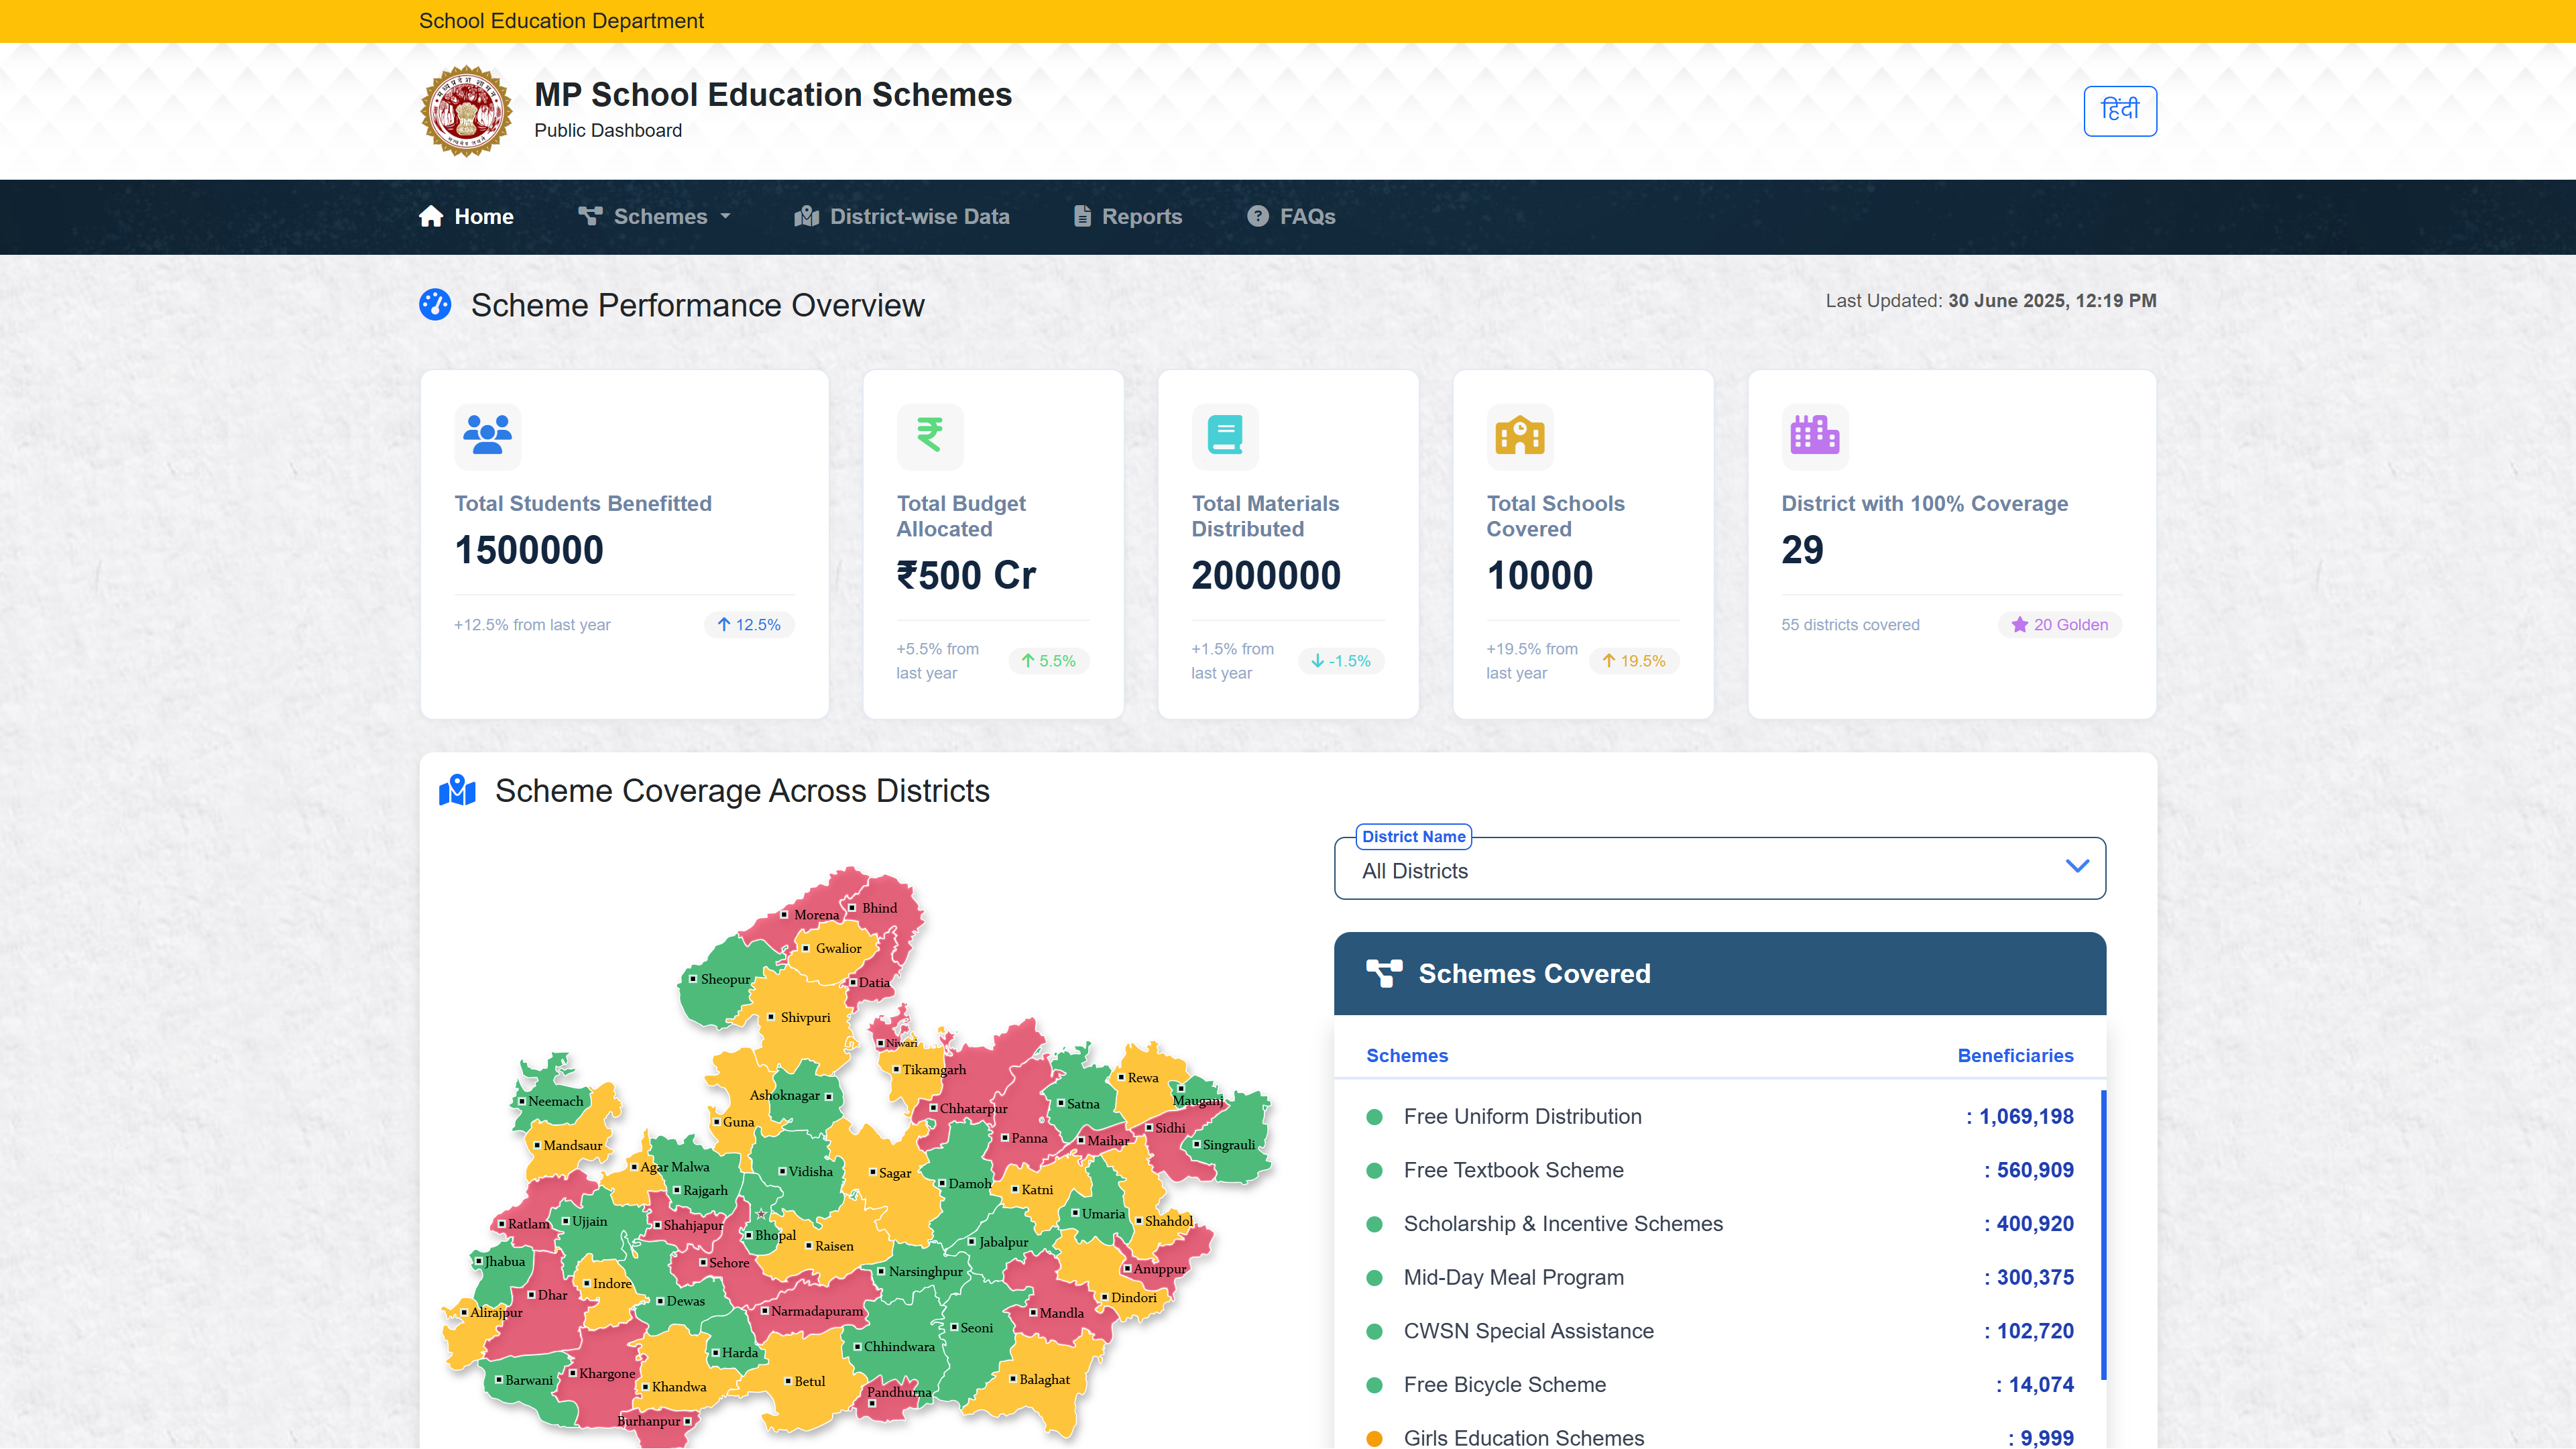 School Education Department
MP School Education Schemes
Public Dashboard
हिंदी
Home
Schemes
District-wise Data
Reports
FAQs
Scheme Performance Overview
Last Updated: 30 June 2025, 12:19 PM
Total Students Benefitted
1500000
+12.5% from last year
12.5%
Total Budget
Allocated
₹500 Cr
+5.5% from
last year
5.5%
Total Materials
Distributed
2000000
+1.5% from
last year
-1.5%
Total Schools
Covered
10000
+19.5% from
last year
19.5%
District with 100% Coverage
29
55 districts covered
20 Golden
Scheme Coverage Across Districts
Morena
Bhind
Gwalior
Sheopur
Datia
Shivpuri
Niwari
Tikamgarh
Rewa
Ashoknagar
Neemach
Mauganj
Satna
Chhatarpur
Guna
Sidhi
Panna
Maihar
Singrauli
Mandsaur
Agar Malwa
Vidisha
Sagar
Damoh
Rajgarh
Katni
Umaria
Ratlam
Ujjain
Shahjapur
Shahdol
Bhopal
Raisen
Jabalpur
Jhabua
Sehore
Narsinghpur
Anuppur
Indore
Dhar
Dewas
Dindori
Alirajpur
Narmadapuram
Mandla
Seoni
Harda
Chhindwara
Khargone
Barwani
Khandwa
Betul
Balaghat
Pandhurna
Burhanpur
District Name
All Districts
Schemes Covered
Schemes Beneficiaries
Free Uniform Distribution : 1,069,198
Free Textbook Scheme : 560,909
Scholarship & Incentive Schemes : 400,920
Mid-Day Meal Program : 300,375
CWSN Special Assistance : 102,720
Free Bicycle Scheme : 14,074
Girls Education Schemes : 9,999